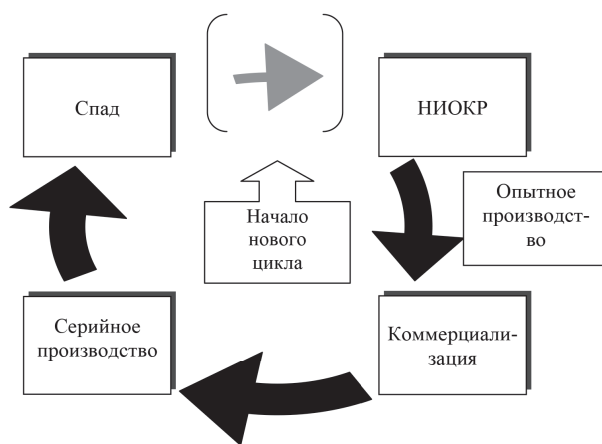 Спад
НИОКР
Опытное
производст-
во
Начало
нового
цикла
Серийное
производство
Коммерциали-
зация